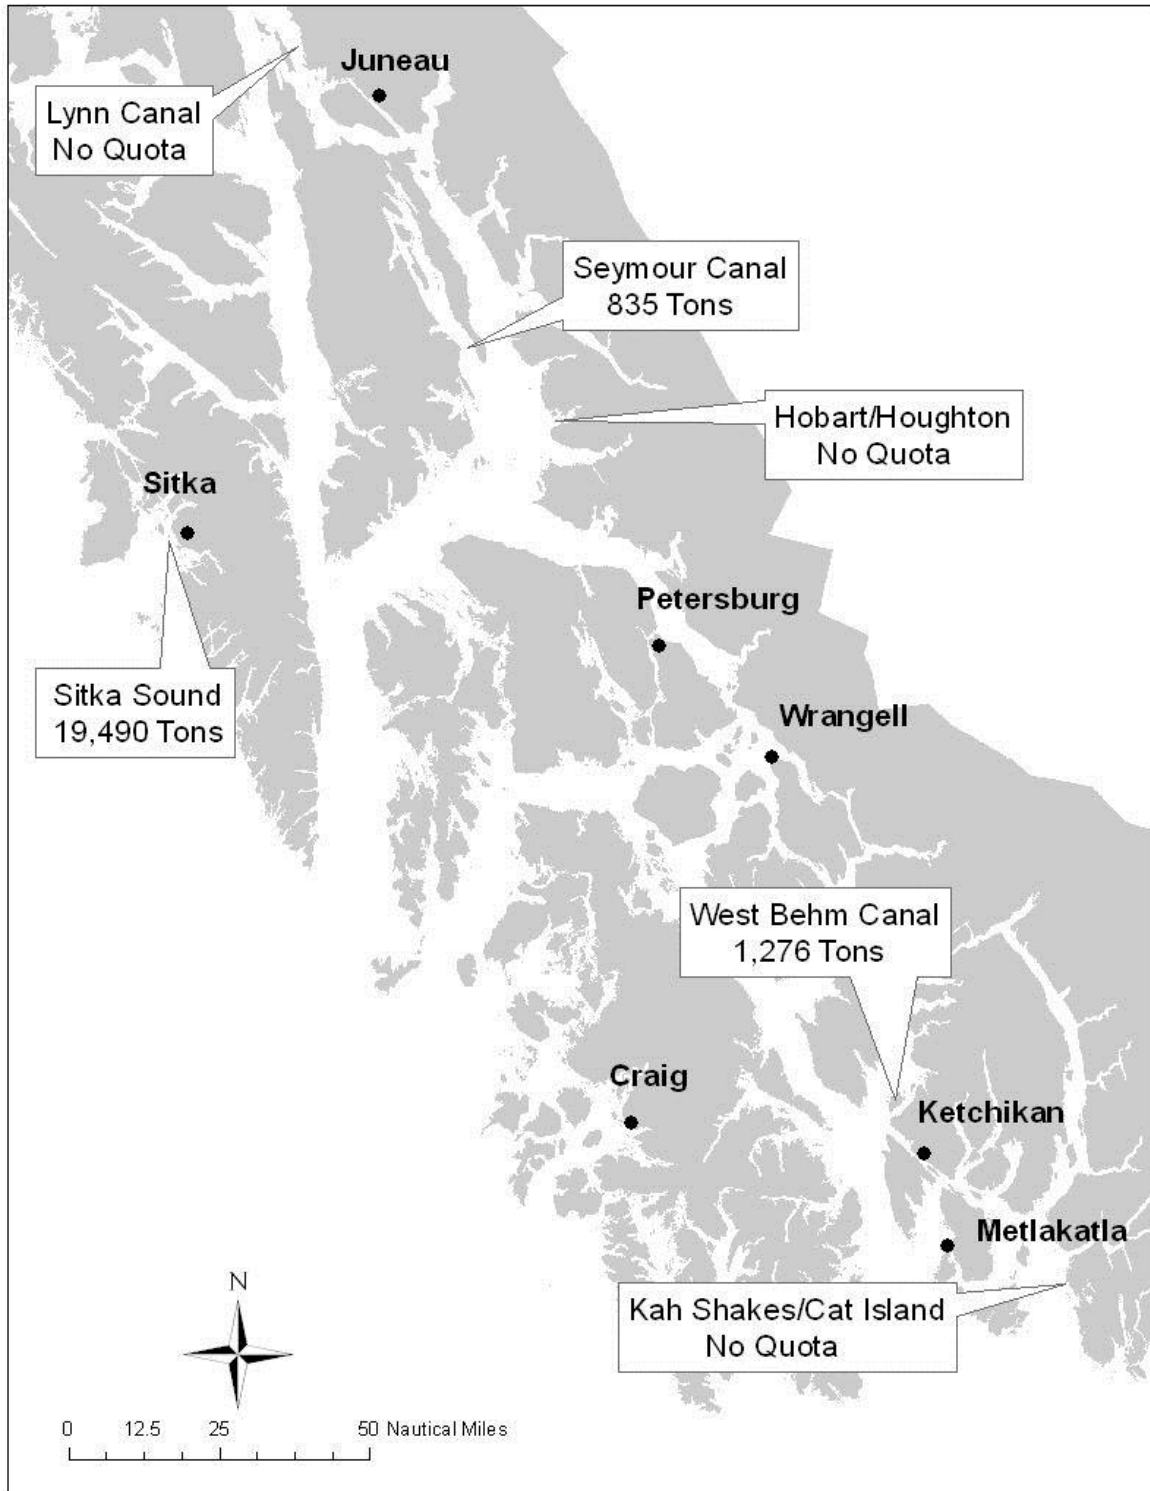 Juneau
Lynn Canal
No Quota
Seymour Canal
835 Tons
Hobart/Houghton
No Quota
Sitka
Petersburg
Sitka Sound
19,490 Tons
Wrangell
West Behm Canal
1,276 Tons
Craig
Ketchikan
Metlakatla
Kah Shakes/Cat Island
No Quota
N
0 12.5 25 50 Nautical Miles